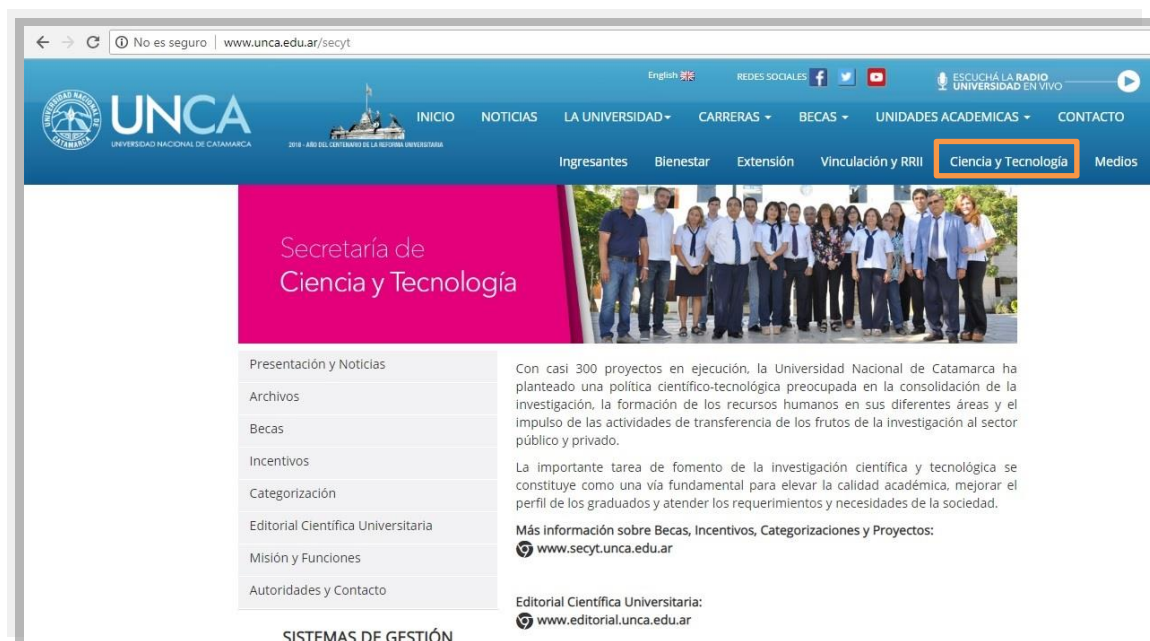 No es seguro | www.unca.edu.ar/secyt
English REDES SOCIALES ESCUCHÁ LA RADIO
UNIVERSIDAD EN VIVO
UNCA
UNIVERSIDAD NACIONAL DE CATAMARCA
2018 - AÑO DEL CENTENARIO DE LA REFORMA UNIVERSITARIA
INICIO NOTICIAS LA UNIVERSIDAD CARRERAS BECAS UNIDADES ACADEMICAS CONTACTO
Ingresantes Bienestar Extensión Vinculación y RRII Ciencia y Tecnología Medios
Secretaría de
Ciencia y Tecnología
Presentación y Noticias
Archivos
Becas
Incentivos
Categorización
Editorial Científica Universitaria
Misión y Funciones
Autoridades y Contacto
SISTEMAS DE GESTIÓN
Con casi 300 proyectos en ejecución, la Universidad Nacional de Catamarca ha
planteado una política científico-tecnológica preocupada en la consolidación de la
investigación, la formación de los recursos humanos en sus diferentes áreas y el
impulso de las actividades de transferencia de los frutos de la investigación al sector
público y privado.
La importante tarea de fomento de la investigación científica y tecnológica se
constituye como una vía fundamental para elevar la calidad académica, mejorar el
perfil de los graduados y atender los requerimientos y necesidades de la sociedad.
Más información sobre Becas, Incentivos, Categorizaciones y Proyectos:
www.secyt.unca.edu.ar
Editorial Científica Universitaria:
www.editorial.unca.edu.ar